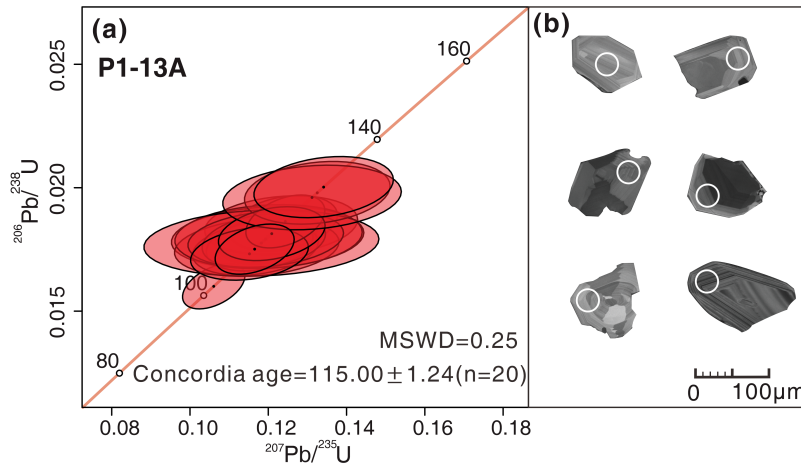 (a)
P1-13A
160
140
100
80
MSWD=0.25
Concordia age=115.00±1.24(n=20)
0.025
0.020
0.015
²⁰⁶Pb/²³⁸U
0.08
0.10
0.12
0.14
0.16
0.18
²⁰⁷Pb/²³⁵U
(b)
0
100μm